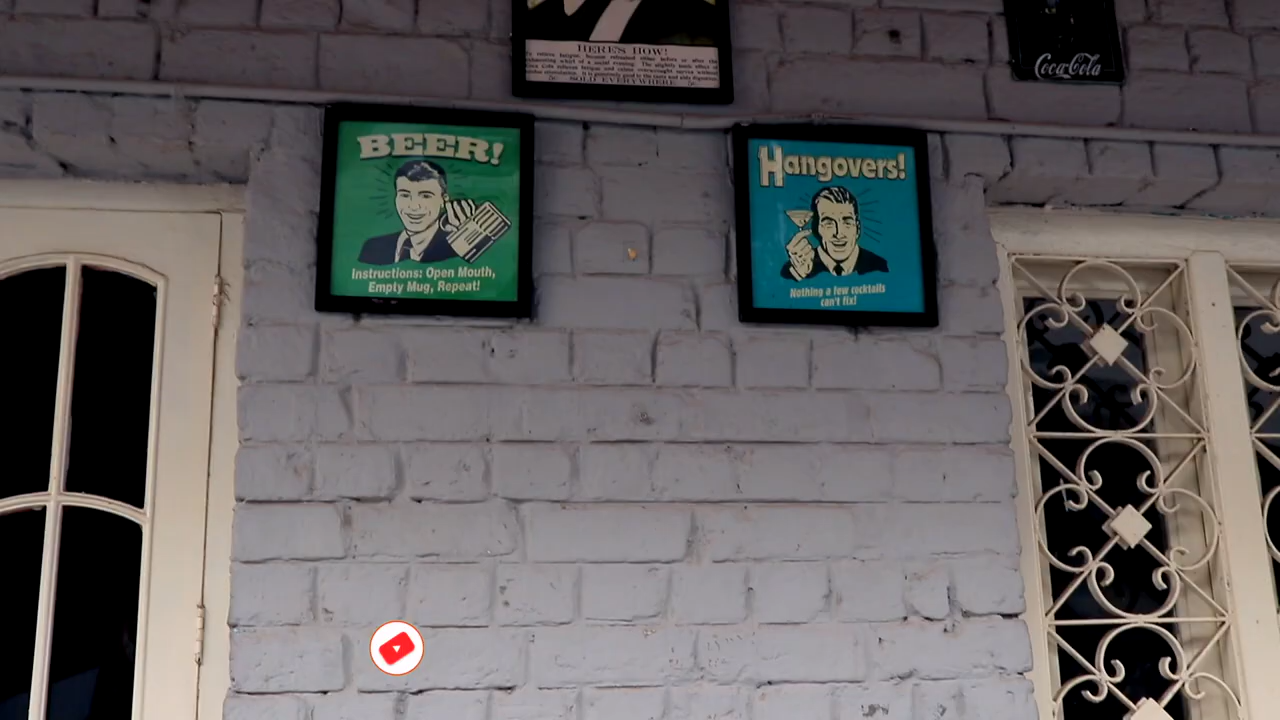 HERE'S HOW!
SOLD EVERYWHERE
Coca-Cola
BEER!
Instructions: Open Mouth,
Empty Mug, Repeat!
Hangovers!
Nothing a few cocktails
can't fix!